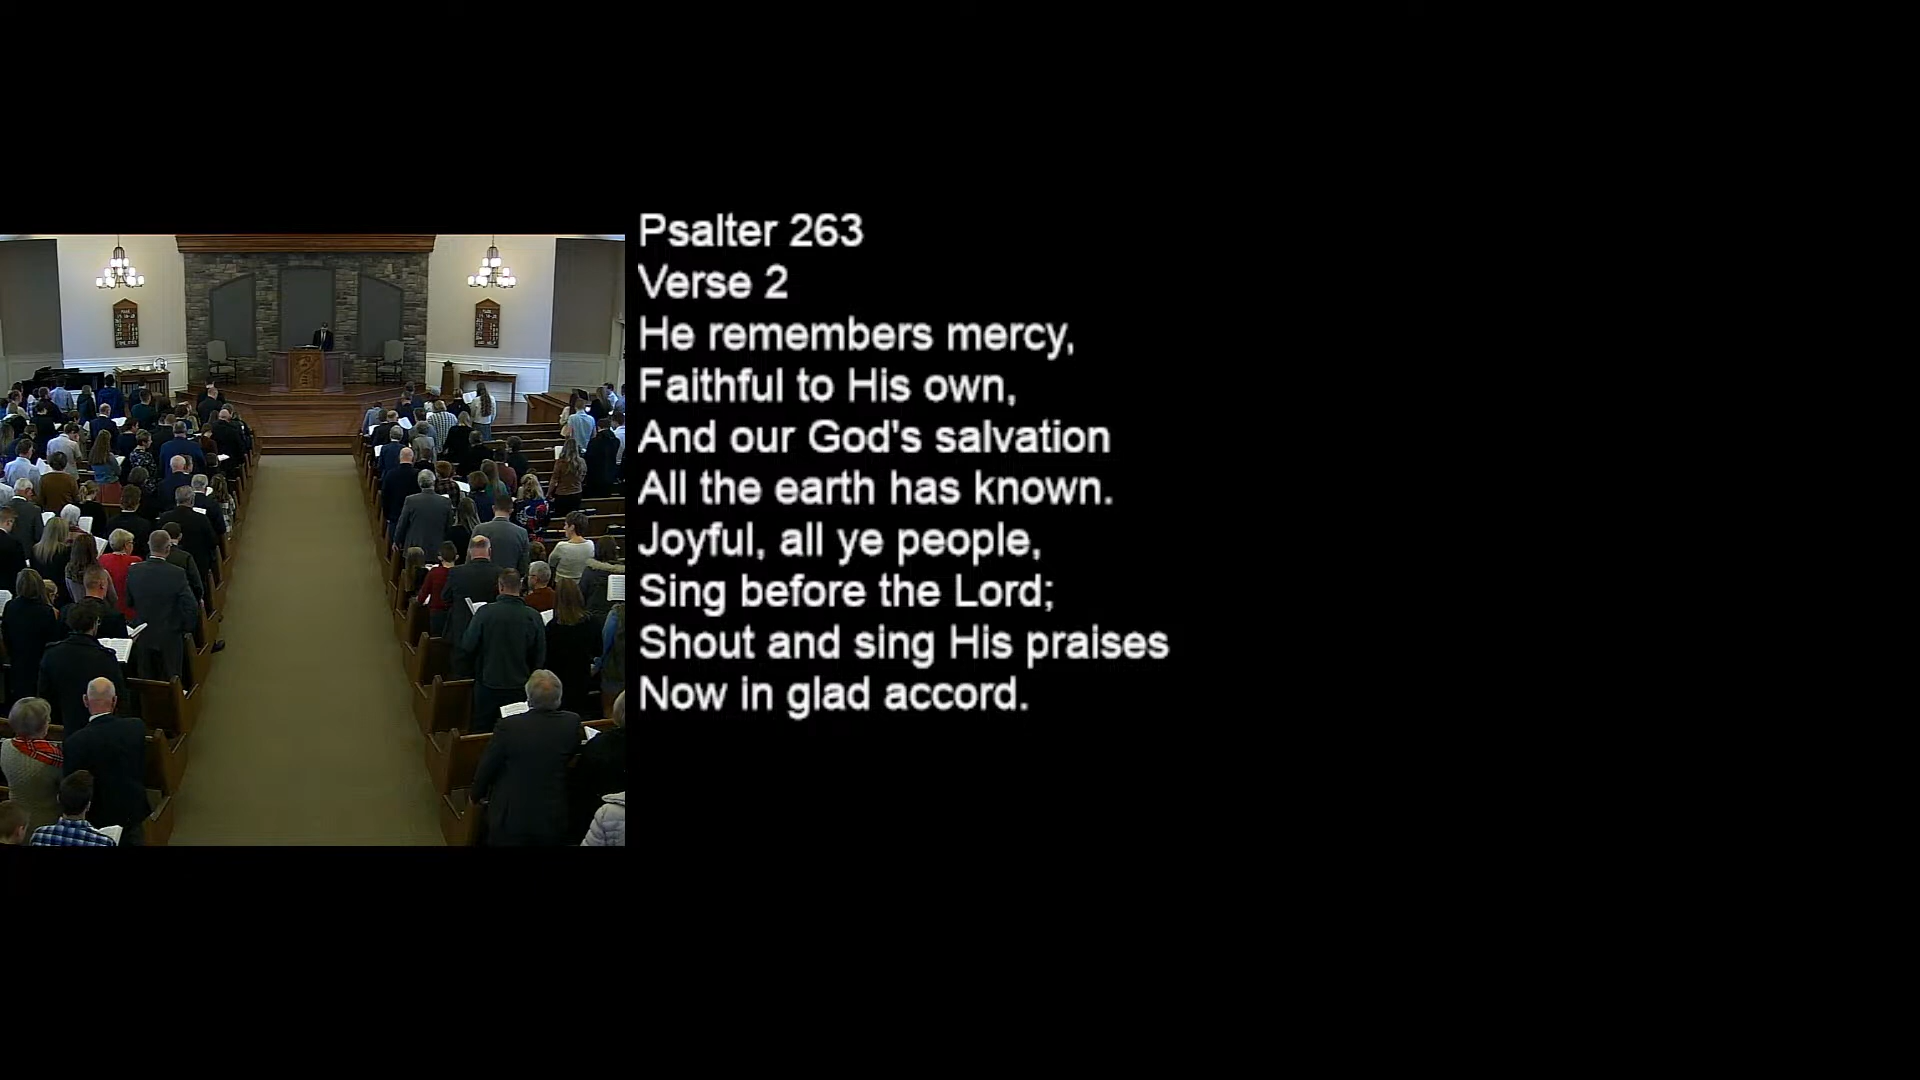 Psalter 263
Verse 2
He remembers mercy,
Faithful to His own,
And our God's salvation
All the earth has known.
Joyful, all ye people,
Sing before the Lord;
Shout and sing His praises
Now in glad accord.